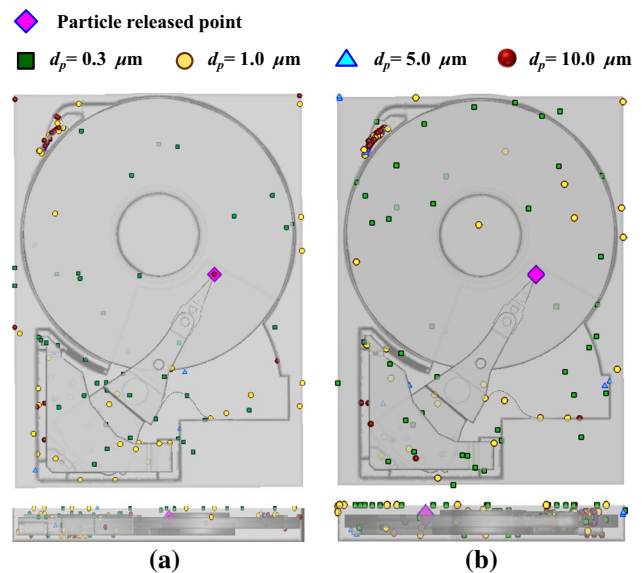 Particle released point
dp= 0.3 μm dp= 1.0 μm dp= 5.0 μm dp= 10.0 μm
(a) (b)